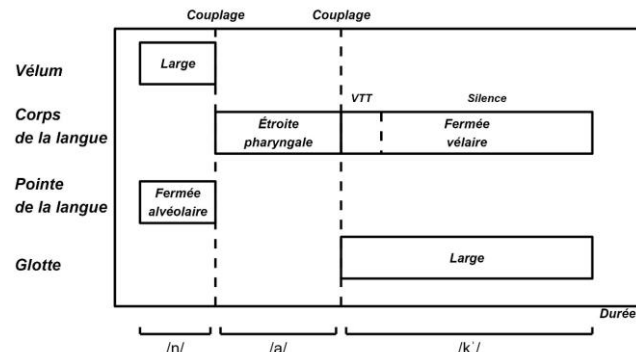 Couplage Couplage
Vélum Large
VTT Silence
Corps
de la langue
Étroite
pharyngale
Fermée
vélaire
Pointe
de la langue
Fermée
alvéolaire
Glotte Large
Durée
/n/ /a/ /k˺/